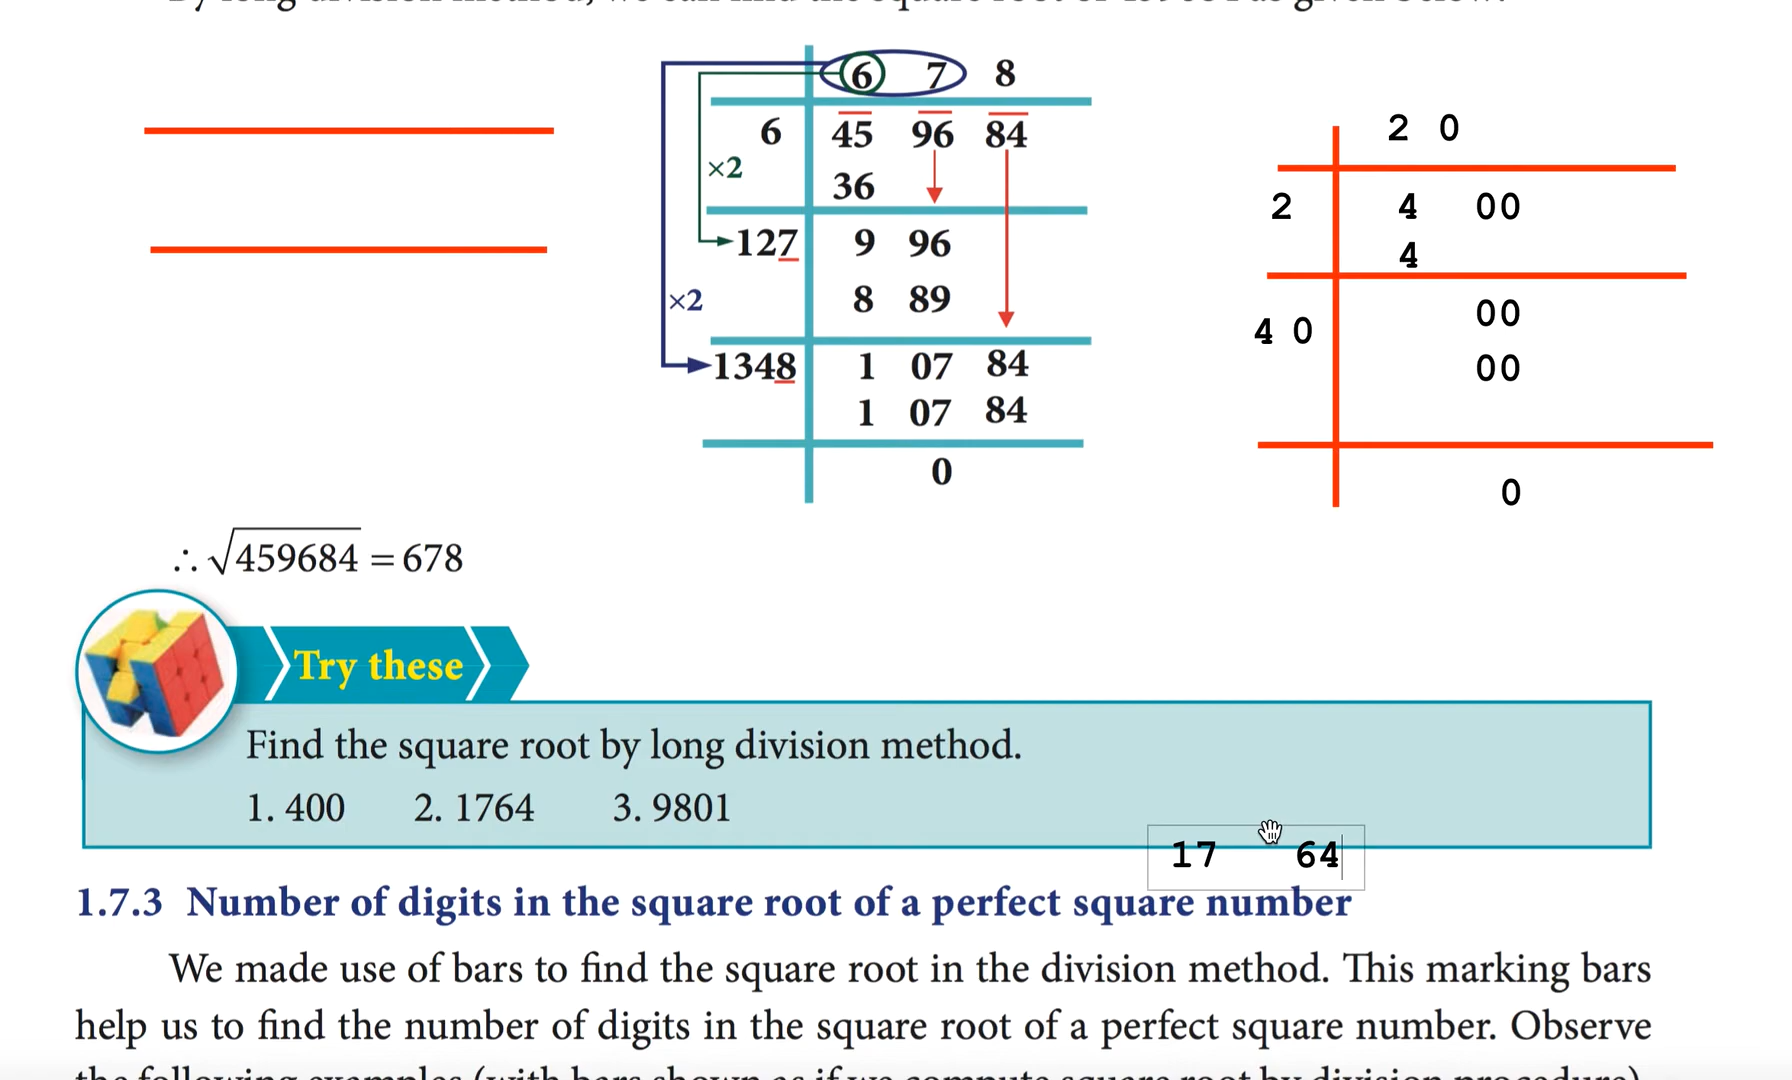 6 7 8
6 45 96 84
×2
36
127 9 96
×2 8 89
1348 1 07 84
1 07 84
0
2 0
2 4 00
4
4 0 00
00
0
∴ √459684 = 678
Try these
Find the square root by long division method.
1. 400 2. 1764 3. 9801
17 64
1.7.3 Number of digits in the square root of a perfect square number
We made use of bars to find the square root in the division method. This marking bars
help us to find the number of digits in the square root of a perfect square number. Observe